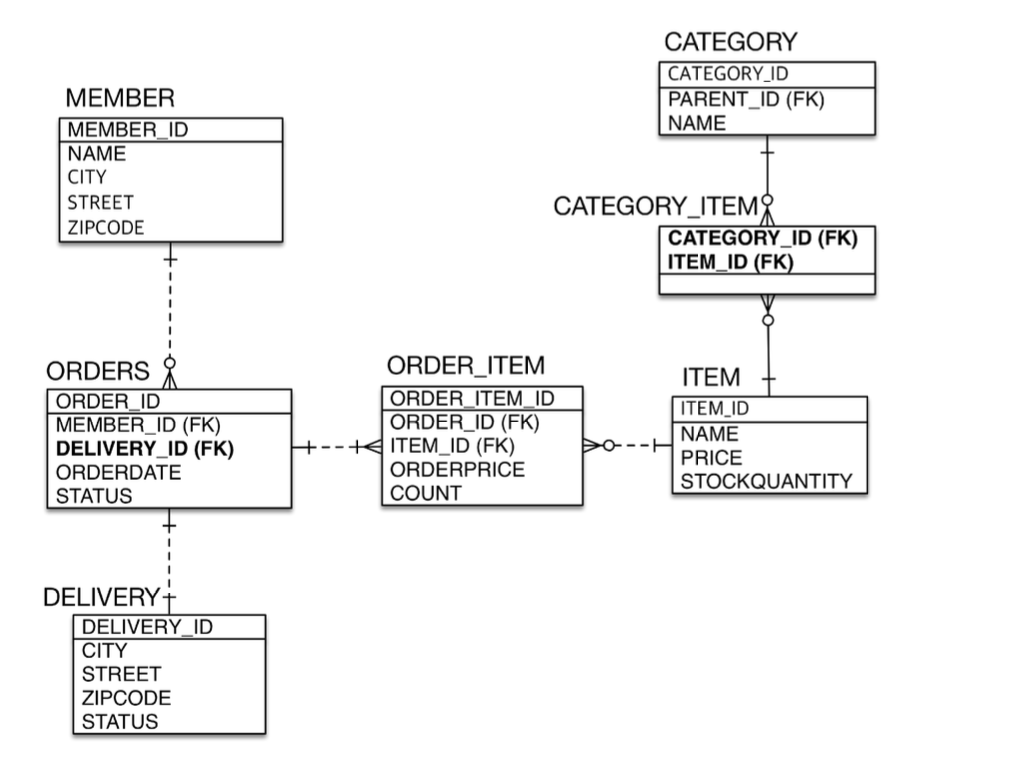 MEMBER
MEMBER_ID
NAME
CITY
STREET
ZIPCODE
ORDERS
ORDER_ID
MEMBER_ID (FK)
DELIVERY_ID (FK)
ORDERDATE
STATUS
DELIVERY
DELIVERY_ID
CITY
STREET
ZIPCODE
STATUS
ORDER_ITEM
ORDER_ITEM_ID
ORDER_ID (FK)
ITEM_ID (FK)
ORDERPRICE
COUNT
CATEGORY
CATEGORY_ID
PARENT_ID (FK)
NAME
CATEGORY_ITEM
CATEGORY_ID (FK)
ITEM_ID (FK)
ITEM
ITEM_ID
NAME
PRICE
STOCKQUANTITY